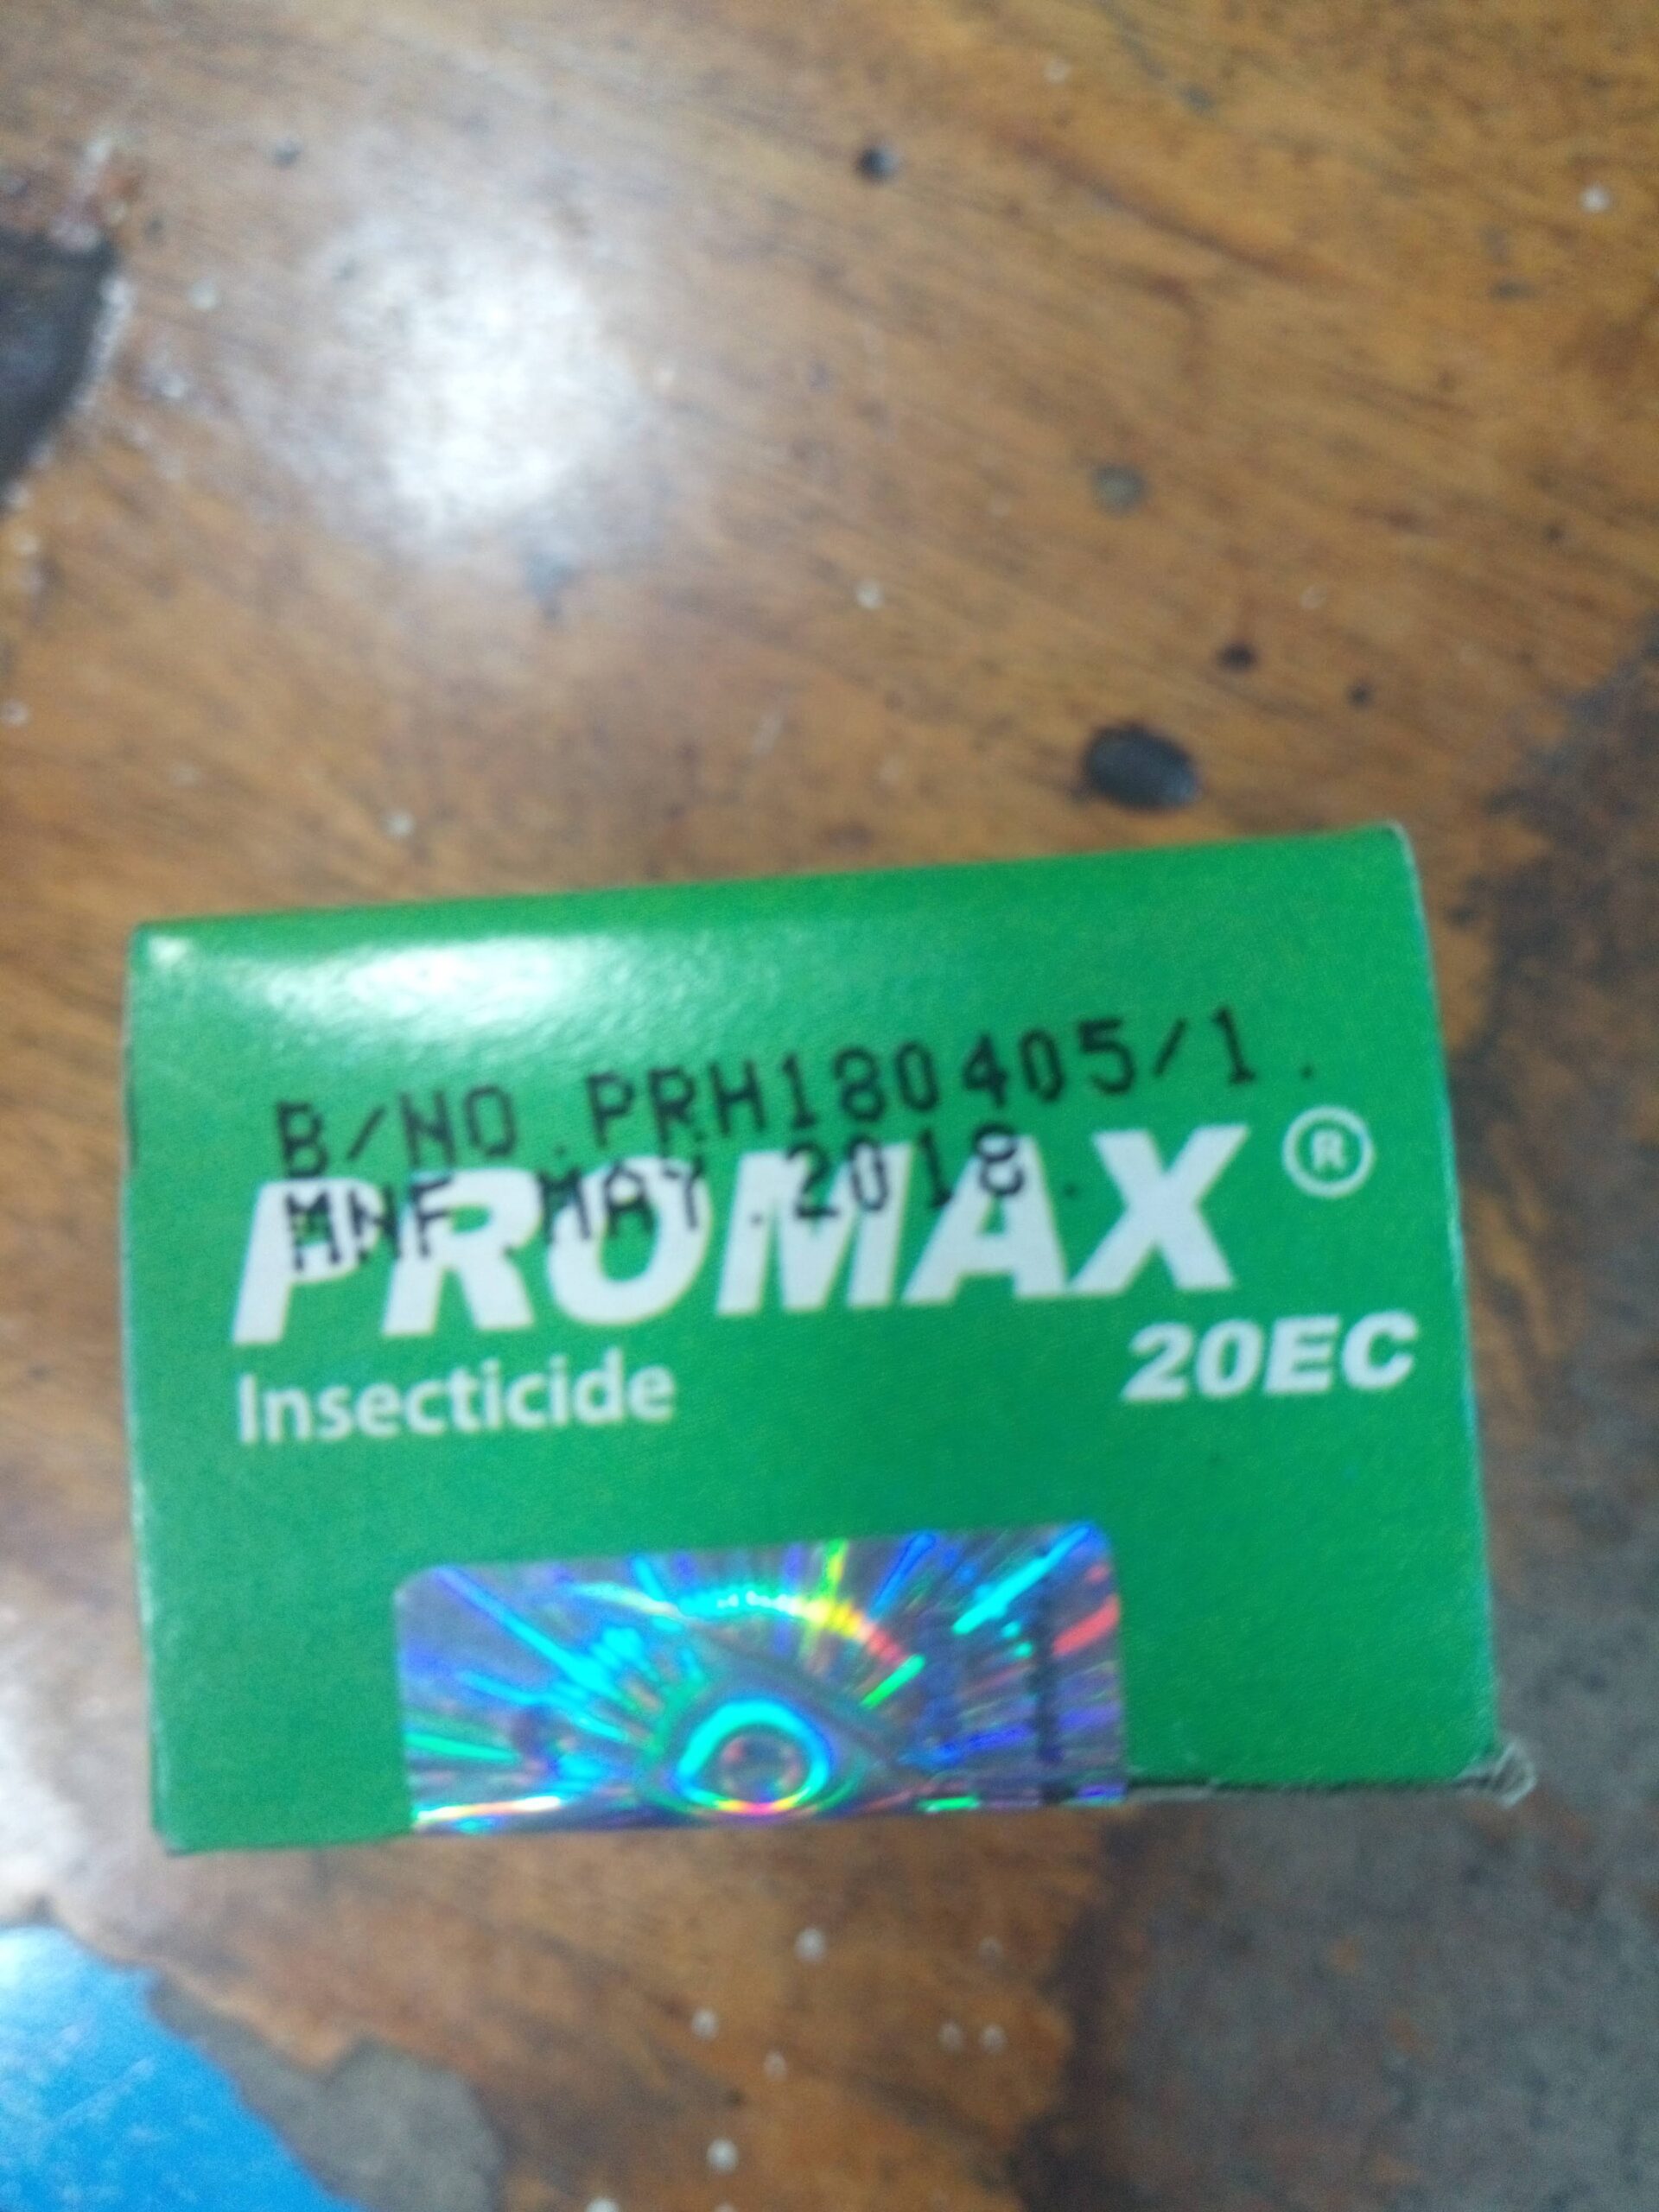 B/NO.PRH180405/1.
MNF.MAY.2018.
PROMAX ®
20EC
Insecticide